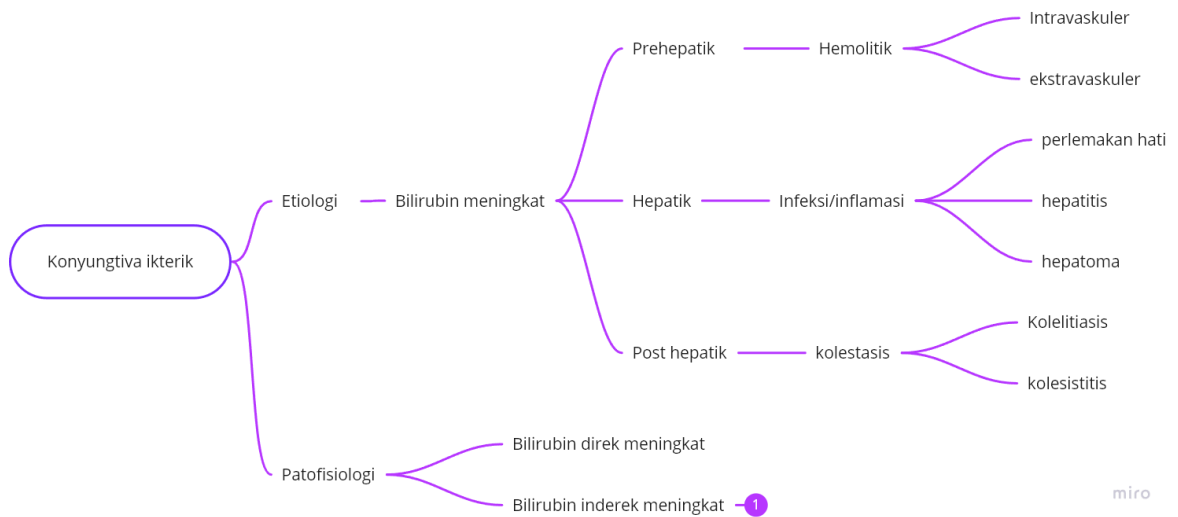 Konyungtiva ikterik
Etiologi
Bilirubin meningkat
Prehepatik
Hemolitik
Intravaskuler
ekstravaskuler
Hepatik
Infeksi/inflamasi
perlemakan hati
hepatitis
hepatoma
Post hepatik
kolestasis
Kolelitiasis
kolesistitis
Patofisiologi
Bilirubin direk meningkat
Bilirubin inderek meningkat
1
miro